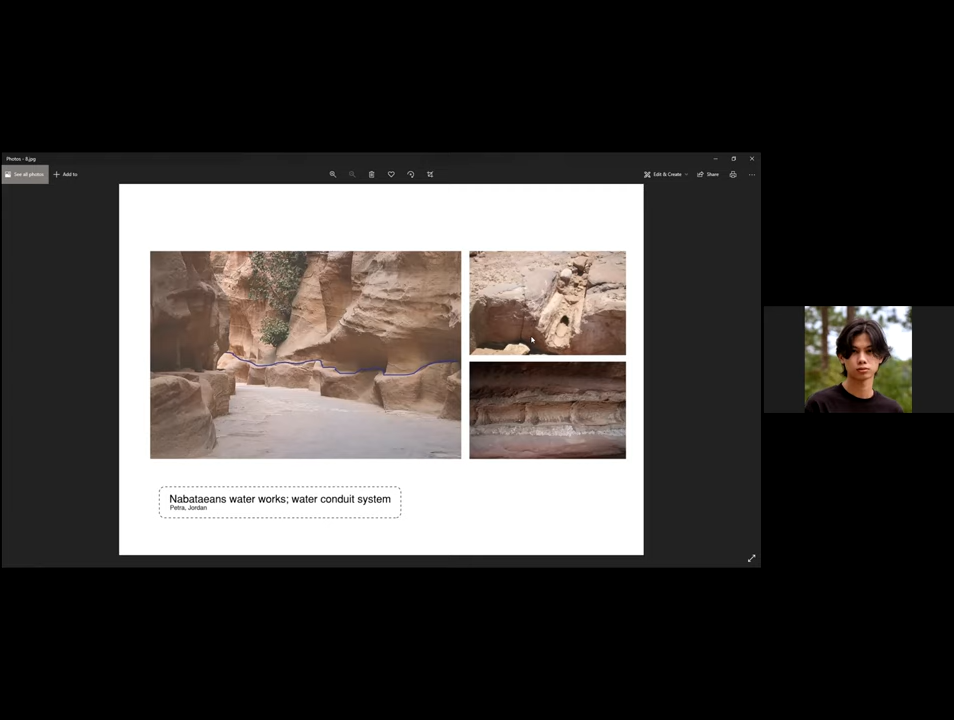 Photos - 8.jpg
See all photos
Add to
Edit & Create
Share
Nabataeans water works; water conduit system
Petra, Jordan